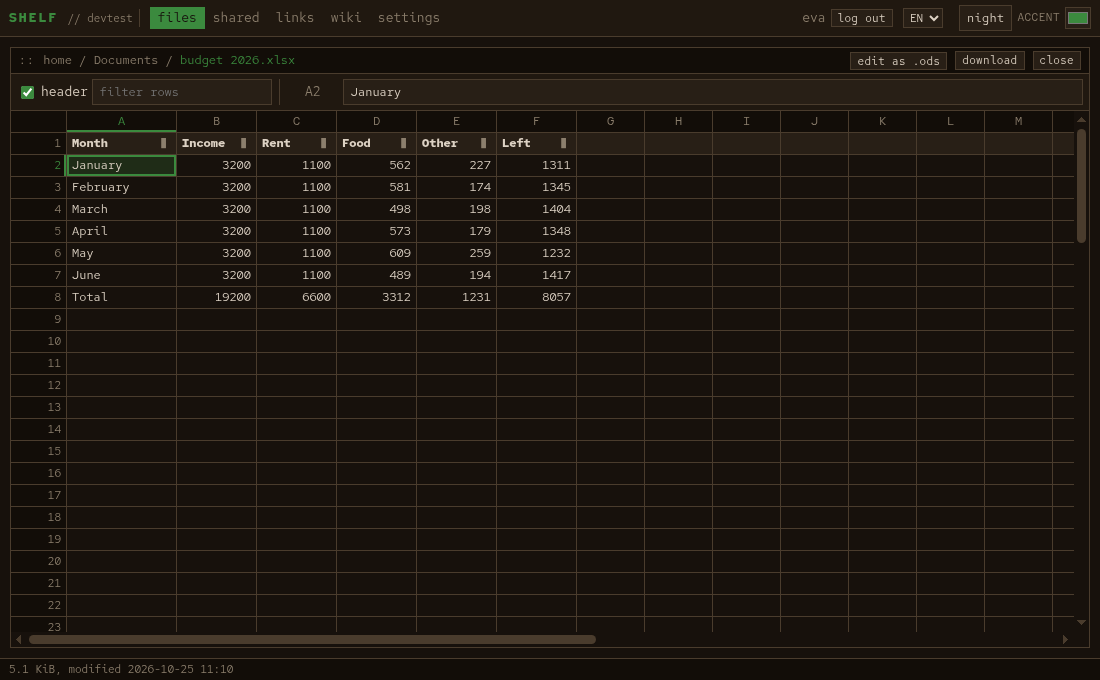 SHELF // devtest files shared links wiki settings eva log out EN night ACCENT
:: home / Documents / budget 2026.xlsx edit as .ods download close
header filter rows A2 January
A B C D E F G H I J K L M
1 Month Income Rent Food Other Left
2 January 3200 1100 562 227 1311
3 February 3200 1100 581 174 1345
4 March 3200 1100 498 198 1404
5 April 3200 1100 573 179 1348
6 May 3200 1100 609 259 1232
7 June 3200 1100 489 194 1417
8 Total 19200 6600 3312 1231 8057
9
10
11
12
13
14
15
16
17
18
19
20
21
22
23
5.1 KiB, modified 2026-10-25 11:10